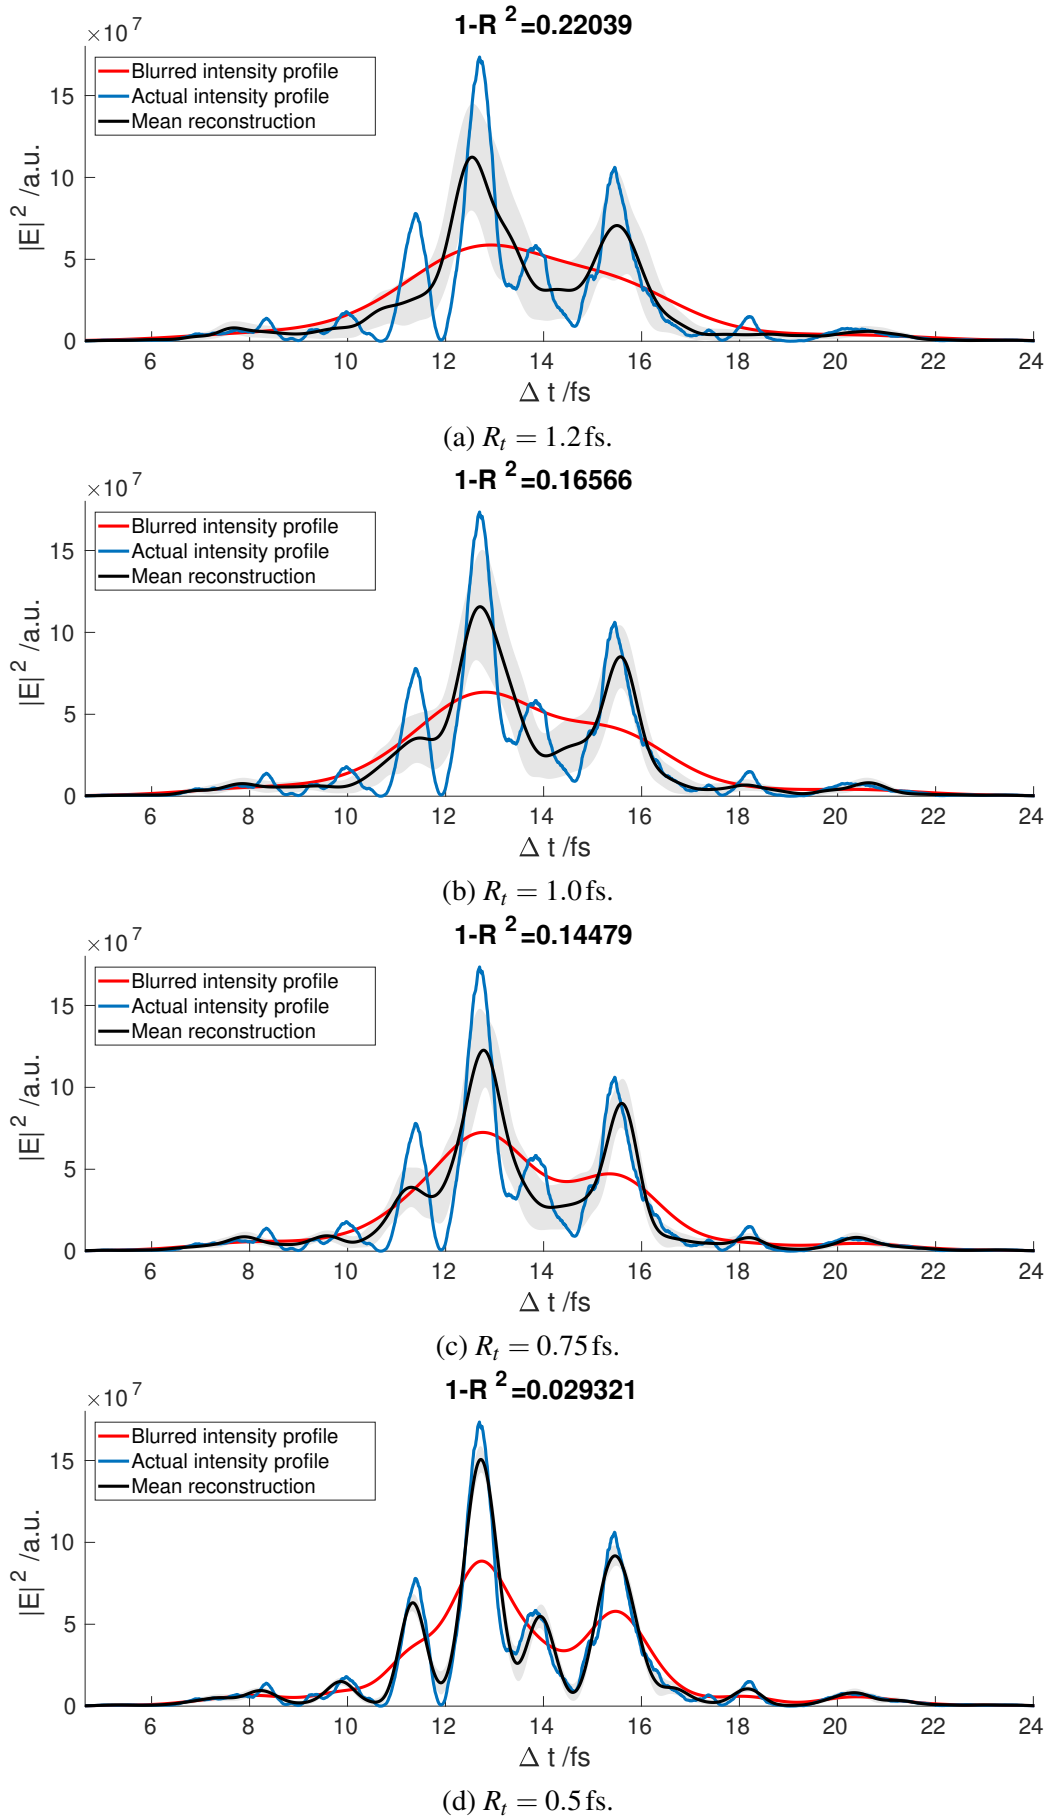 1-R ²=0.22039
×10 ⁷
Blurred intensity profile
Actual intensity profile
Mean reconstruction
|E| ² /a.u.
15
10
5
0
6 8 10 12 14 16 18 20 22 24
Δ t /fs
(a) Rₜ = 1.2 fs.
1-R ²=0.16566
×10 ⁷
Blurred intensity profile
Actual intensity profile
Mean reconstruction
|E| ² /a.u.
15
10
5
0
6 8 10 12 14 16 18 20 22 24
Δ t /fs
(b) Rₜ = 1.0 fs.
1-R ²=0.14479
×10 ⁷
Blurred intensity profile
Actual intensity profile
Mean reconstruction
|E| ² /a.u.
15
10
5
0
6 8 10 12 14 16 18 20 22 24
Δ t /fs
(c) Rₜ = 0.75 fs.
1-R ²=0.029321
×10 ⁷
Blurred intensity profile
Actual intensity profile
Mean reconstruction
|E| ² /a.u.
15
10
5
0
6 8 10 12 14 16 18 20 22 24
Δ t /fs
(d) Rₜ = 0.5 fs.